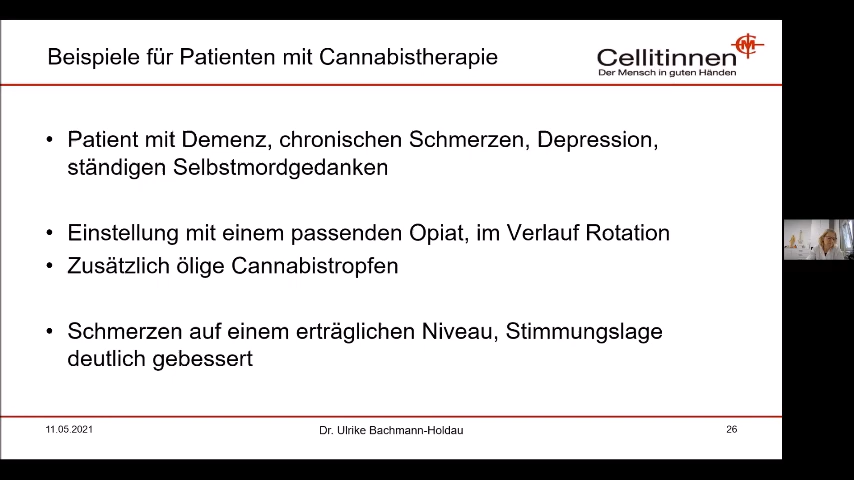 Beispiele für Patienten mit Cannabistherapie
Cellitinnen
Der Mensch in guten Händen
• Patient mit Demenz, chronischen Schmerzen, Depression,
ständigen Selbstmordgedanken
• Einstellung mit einem passenden Opiat, im Verlauf Rotation
• Zusätzlich ölige Cannabistropfen
• Schmerzen auf einem erträglichen Niveau, Stimmungslage
deutlich gebessert
11.05.2021
Dr. Ulrike Bachmann-Holdau
26